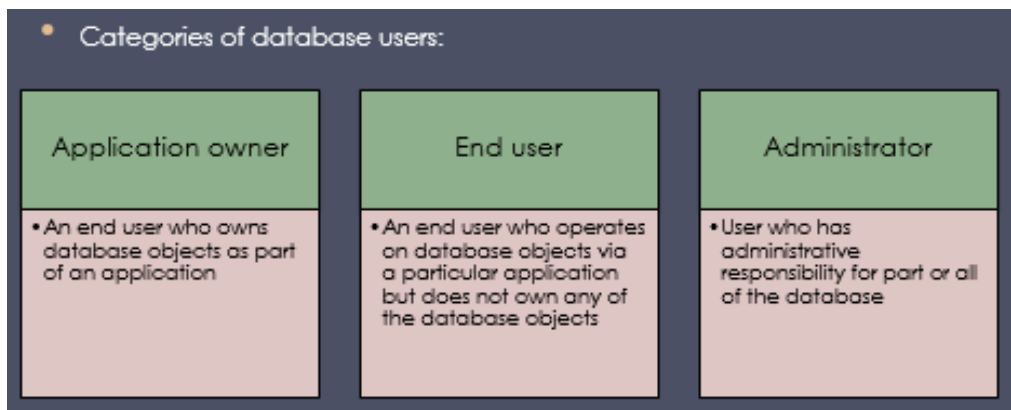 • Categories of database users:
Application owner
• An end user who owns
database objects as part
of an application
End user
• An end user who operates
on database objects via
a particular application
but does not own any of
the database objects
Administrator
• User who has
administrative
responsibility for part or all
of the database